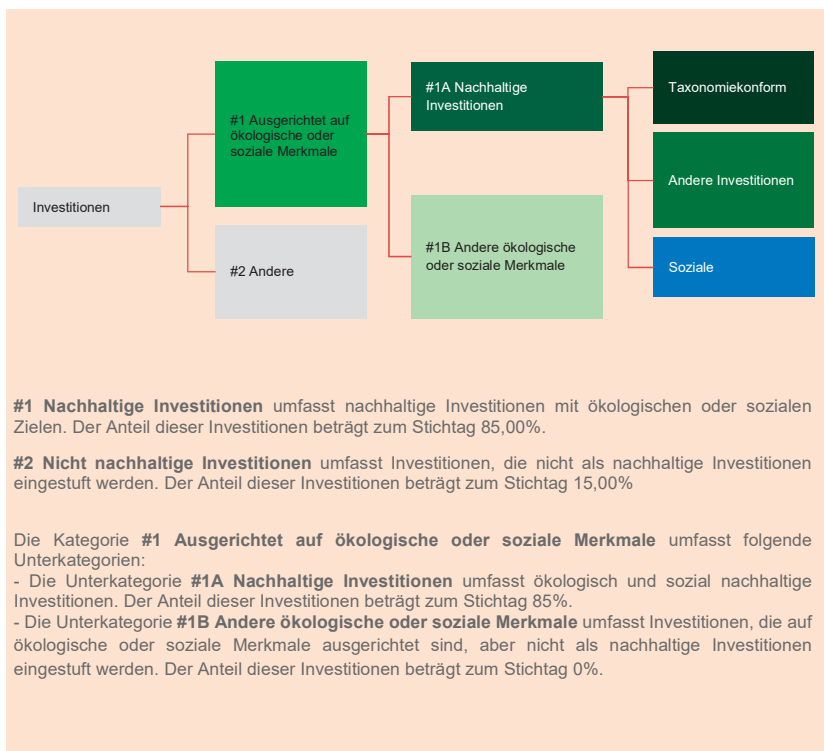 Investitionen
#1 Ausgerichtet auf
ökologische oder
soziale Merkmale
#2 Andere
#1A Nachhaltige
Investitionen
#1B Andere ökologische
oder soziale Merkmale
Taxonomiekonform
Andere Investitionen
Soziale
#1 Nachhaltige Investitionen umfasst nachhaltige Investitionen mit ökologischen oder sozialen
Zielen. Der Anteil dieser Investitionen beträgt zum Stichtag 85,00%.
#2 Nicht nachhaltige Investitionen umfasst Investitionen, die nicht als nachhaltige Investitionen
eingestuft werden. Der Anteil dieser Investitionen beträgt zum Stichtag 15,00%
Die Kategorie #1 Ausgerichtet auf ökologische oder soziale Merkmale umfasst folgende
Unterkategorien:
- Die Unterkategorie #1A Nachhaltige Investitionen umfasst ökologisch und sozial nachhaltige
Investitionen. Der Anteil dieser Investitionen beträgt zum Stichtag 85%.
- Die Unterkategorie #1B Andere ökologische oder soziale Merkmale umfasst Investitionen, die auf
ökologische oder soziale Merkmale ausgerichtet sind, aber nicht als nachhaltige Investitionen
eingestuft werden. Der Anteil dieser Investitionen beträgt zum Stichtag 0%.